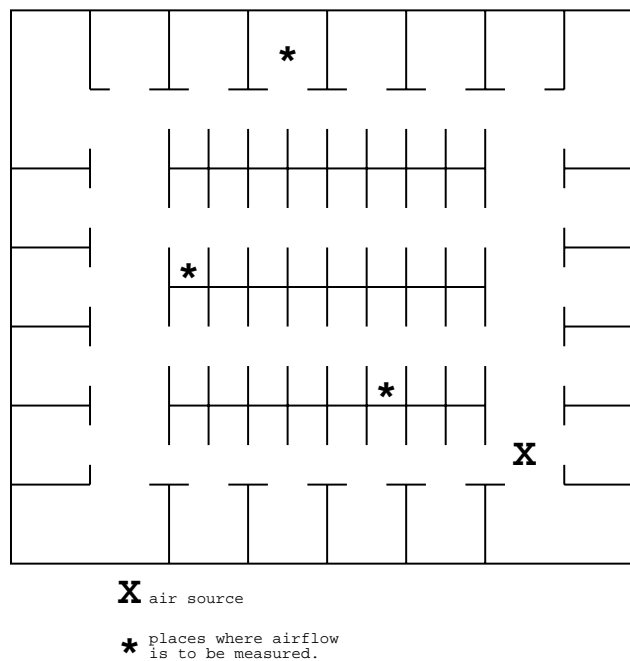 *
*
*
X
X air source
* places where airflow
is to be measured.